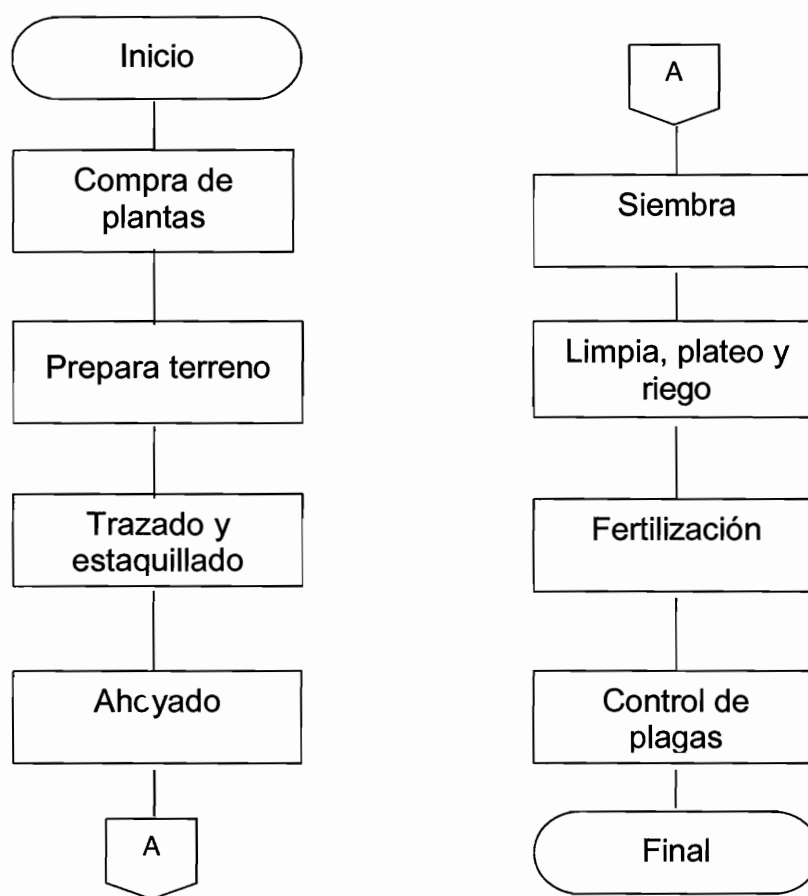 Inicio
Compra de
plantas
Prepara terreno
Trazado y
estaquillado
Ahcyado
A
A
Siembra
Limpia, plateo y
riego
Fertilización
Control de
plagas
Final